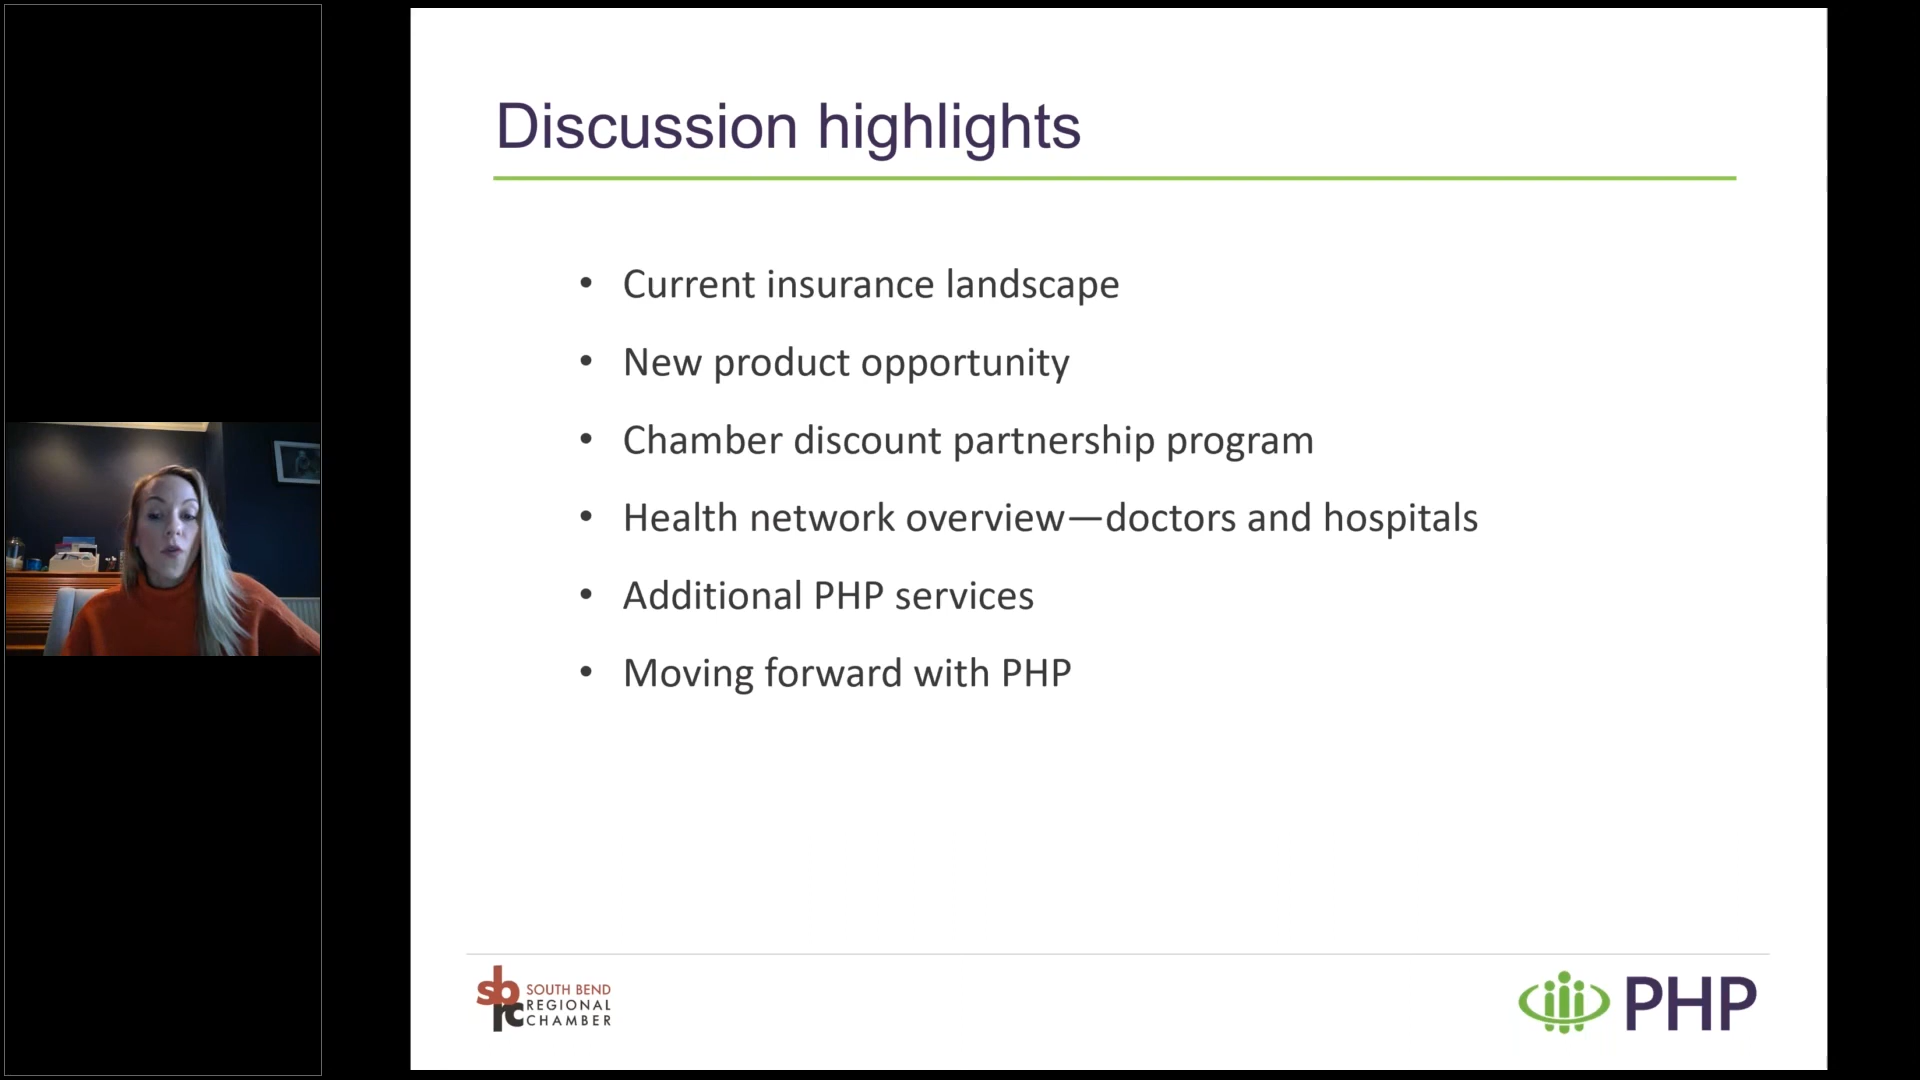 Discussion highlights
• Current insurance landscape
• New product opportunity
• Chamber discount partnership program
• Health network overview—doctors and hospitals
• Additional PHP services
• Moving forward with PHP
sbrc
SOUTH BEND
REGIONAL
CHAMBER
PHP